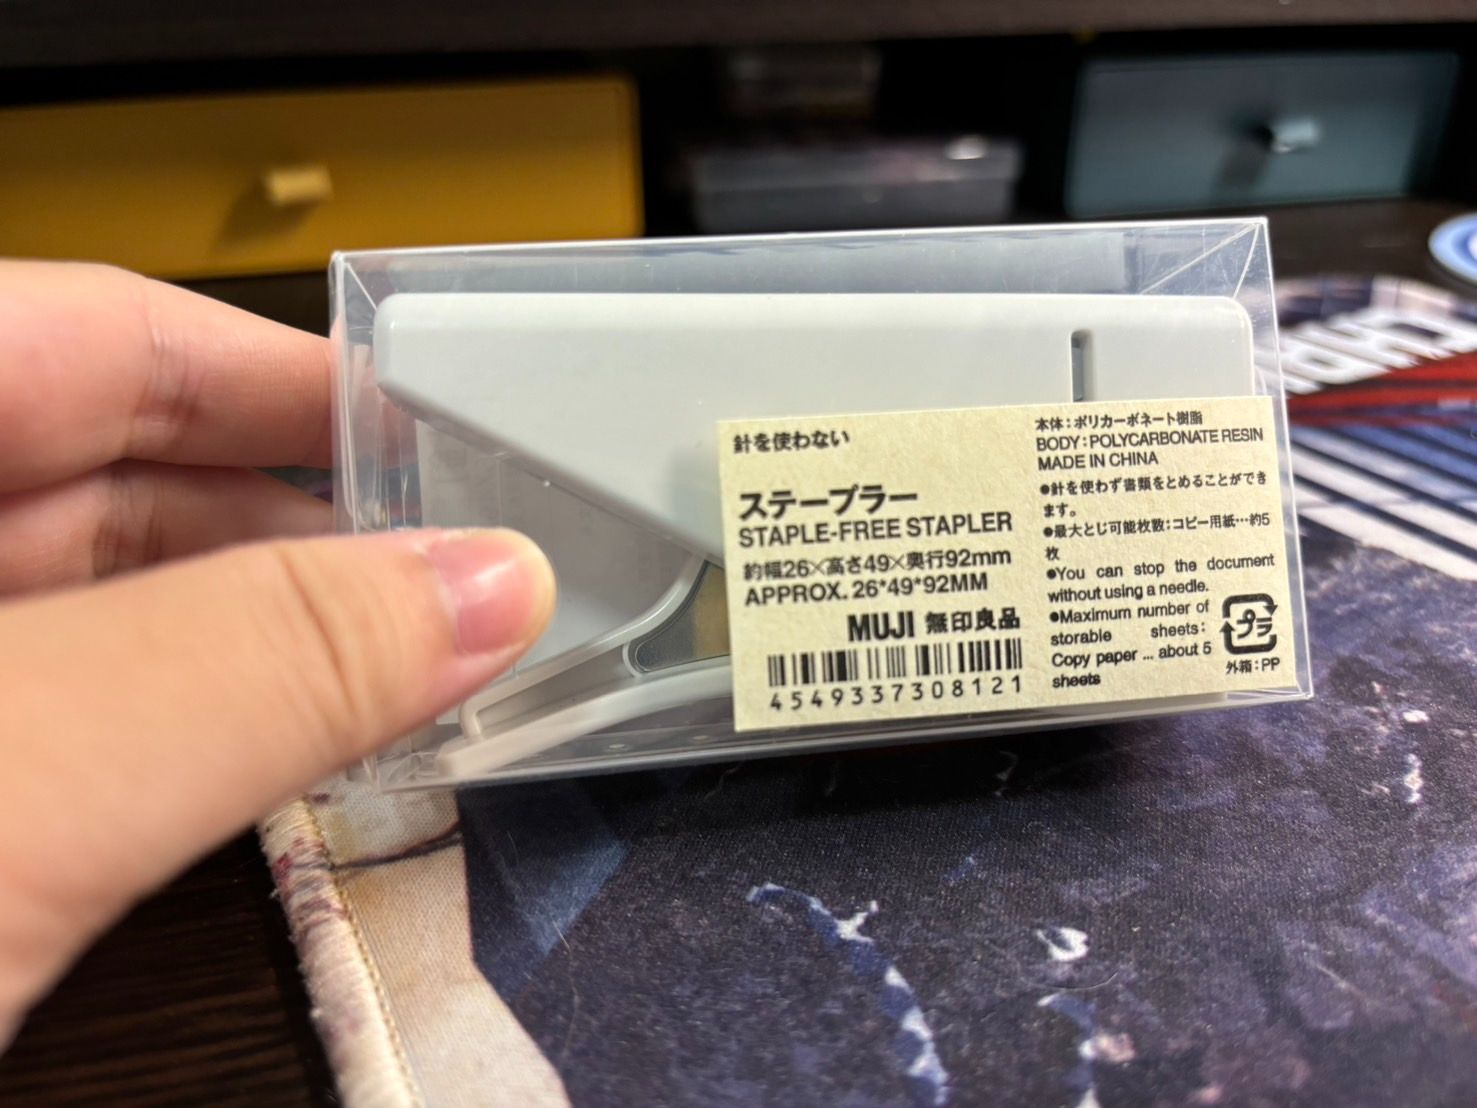 針を使わない
ステープラー
STAPLE-FREE STAPLER
約幅26×高さ49×奥行92mm
APPROX. 26*49*92MM
MUJI 無印良品
4549337308121
本体：ポリカーボネート樹脂
BODY : POLYCARBONATE RESIN
MADE IN CHINA
●針を使わず書類をとめることができ
ます。
●最大とじ可能枚数：コピー用紙…約5
枚
●You can stop the document
without using a needle.
●Maximum number of
storable sheets:
Copy paper ... about 5
sheets
プラ
外箱：PP